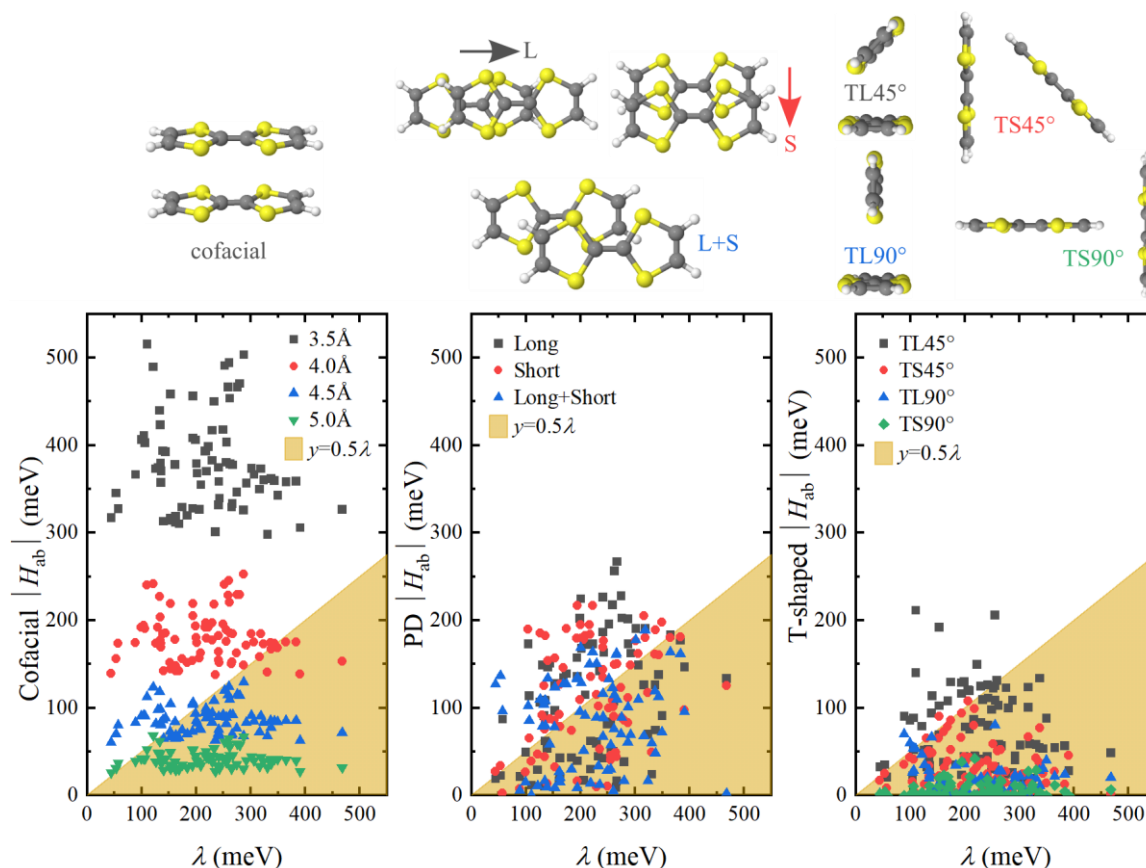 L
S
cofacial
L+S
TL45°
TS45°
TL90°
TS90°
Cofacial |H_ab| (meV)
500
400
300
200
100
0
3.5Å
4.0Å
4.5Å
5.0Å
y=0.5λ
0 100 200 300 400 500
λ (meV)
PD |H_ab| (meV)
500
400
300
200
100
0
Long
Short
Long+Short
y=0.5λ
0 100 200 300 400 500
λ (meV)
T-shaped |H_ab| (meV)
500
400
300
200
100
0
TL45°
TS45°
TL90°
TS90°
y=0.5λ
0 100 200 300 400 500
λ (meV)